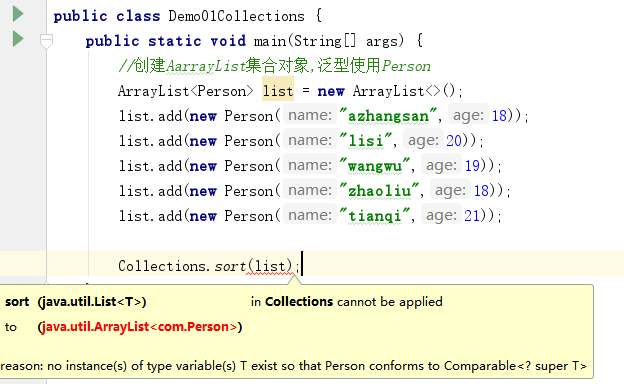 public class Demo01Collections {
public static void main(String[] args) {
//创建AarrayList集合对象,泛型使用Person
ArrayList<Person> list = new ArrayList<>();
list.add(new Person( name: "azhangsan", age: 18));
list.add(new Person( name: "lisi", age: 20));
list.add(new Person( name: "wangwu", age: 19));
list.add(new Person( name: "zhaoliu", age: 18));
list.add(new Person( name: "tianqi", age: 21));
Collections.sort(list);
sort (java.util.List<T>) in Collections cannot be applied
to (java.util.ArrayList<com.Person>)
reason: no instance(s) of type variable(s) T exist so that Person conforms to Comparable<? super T>